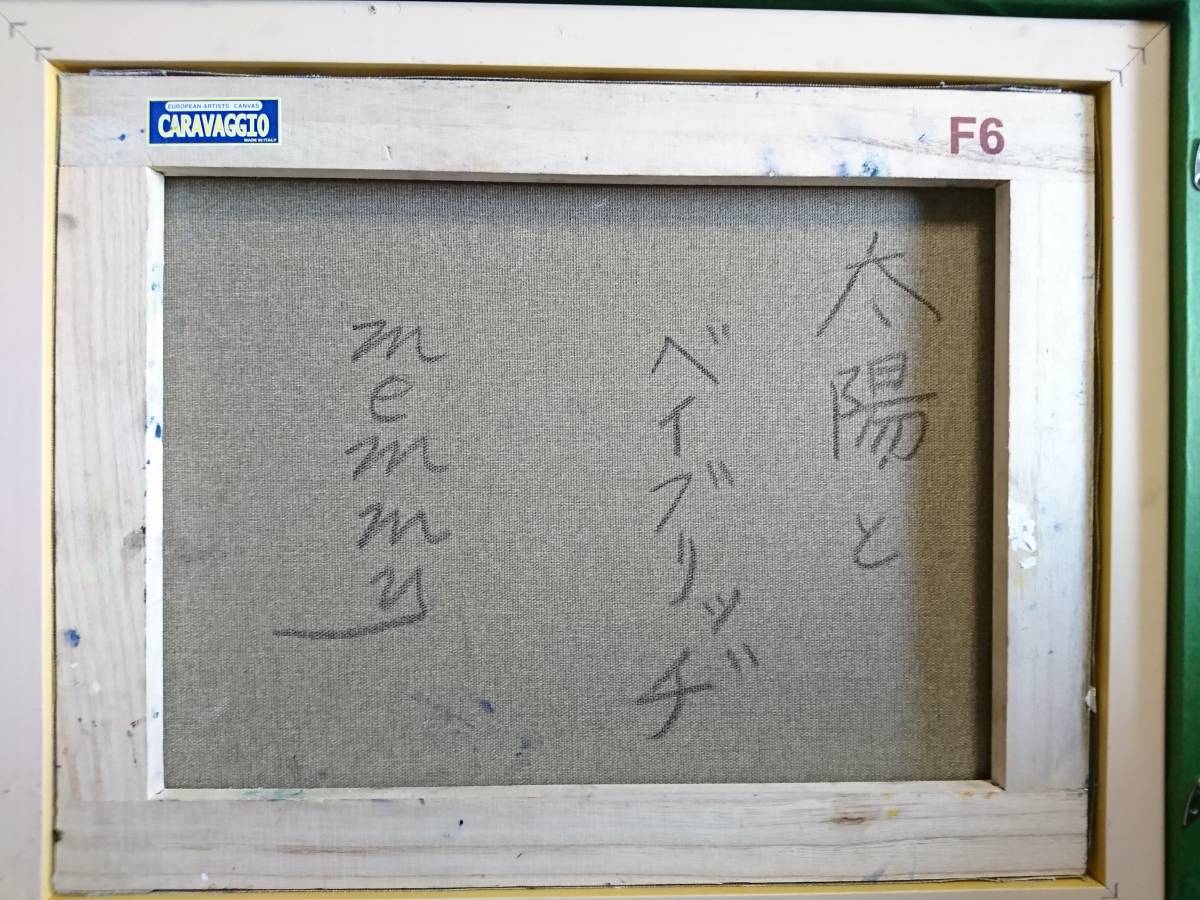 EUROPEAN ARTISTS CANVAS
CARAVAGGIO
MADE IN ITALY
F6
太陽と
ベイブリッヂ
memmy